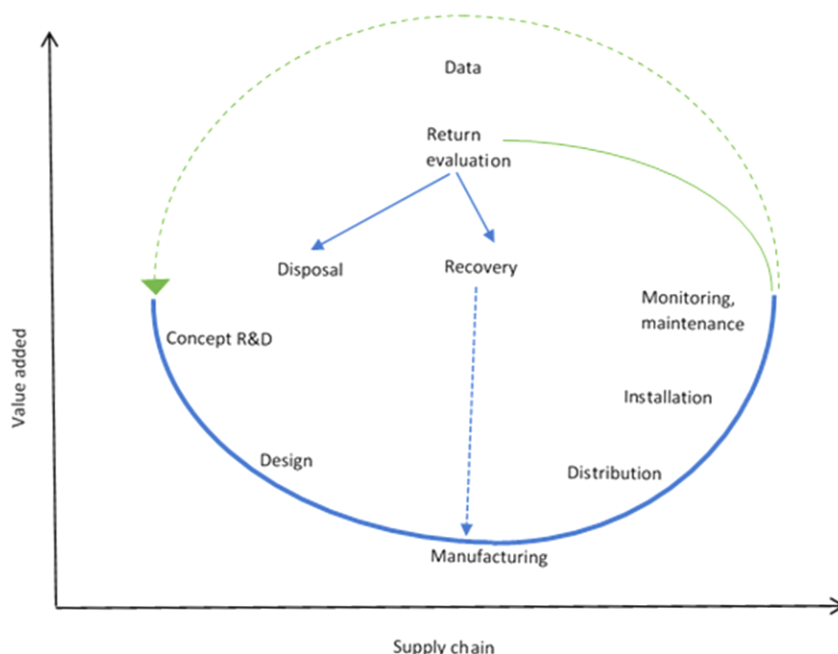 Data
Return
evaluation
Disposal
Recovery
Monitoring,
maintenance
Concept R&D
Installation
Design
Distribution
Manufacturing
Value added
Supply chain